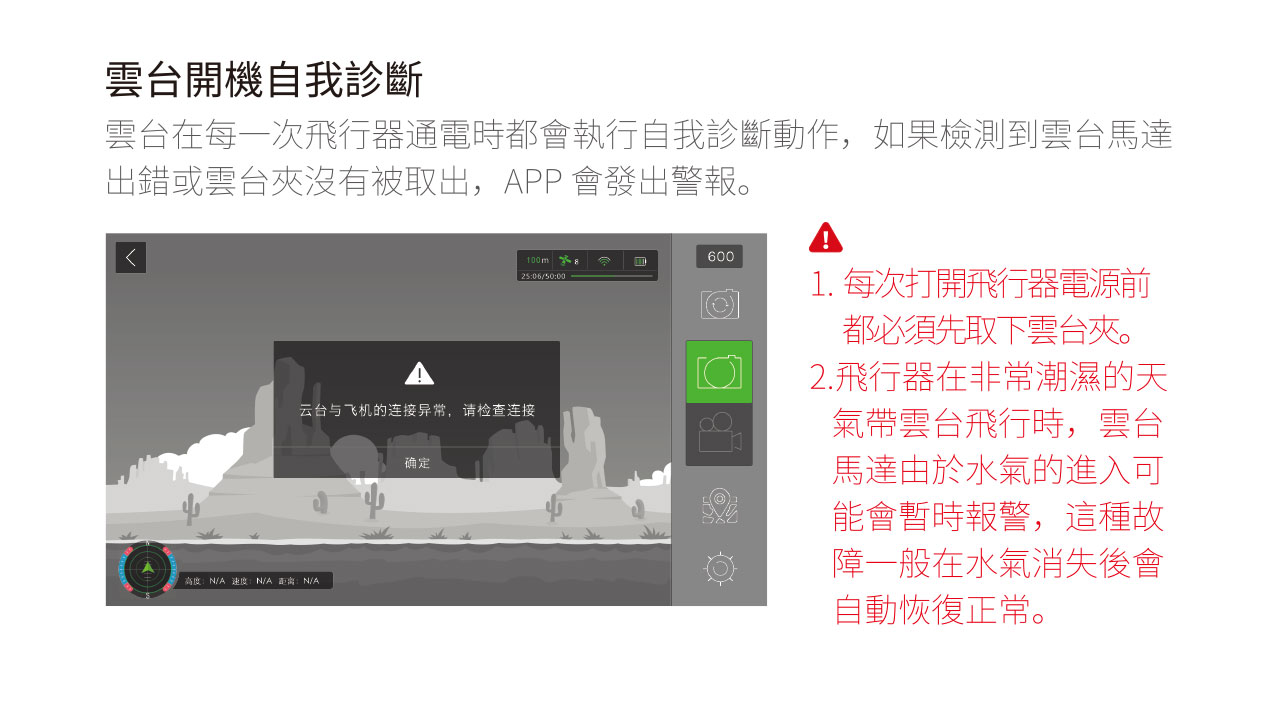 雲台開機自我診斷
雲台在每一次飛行器通電時都會執行自我診斷動作，如果檢測到雲台馬達
出錯或雲台夾沒有被取出，APP 會發出警報。
100m
8
25:06/50:00
600
云台与飞机的连接异常，请检查连接
确定
N
S
高度：N/A 速度：N/A 距离：N/A
1. 每次打開飛行器電源前
都必須先取下雲台夾。
2.飛行器在非常潮濕的天
氣帶雲台飛行時，雲台
馬達由於水氣的進入可
能會暫時報警，這種故
障一般在水氣消失後會
自動恢復正常。